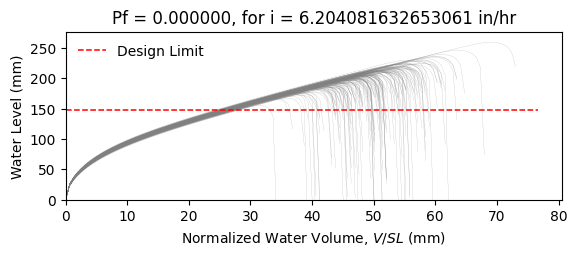 Pf = 0.000000, for i = 6.204081632653061 in/hr
Water Level (mm)
250
200
150
100
50
0
Design Limit
0 10 20 30 40 50 60 70 80
Normalized Water Volume, V/SL (mm)